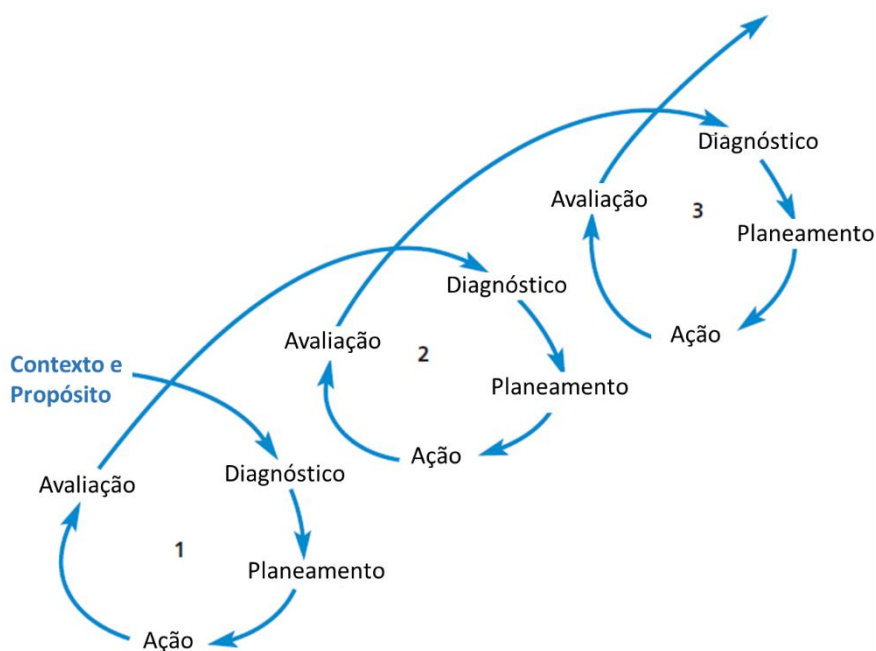 Contexto e
Propósito
Diagnóstico
Planeamento
Ação
Avaliação
1
Diagnóstico
Planeamento
Ação
Avaliação
2
Diagnóstico
Planeamento
Ação
Avaliação
3